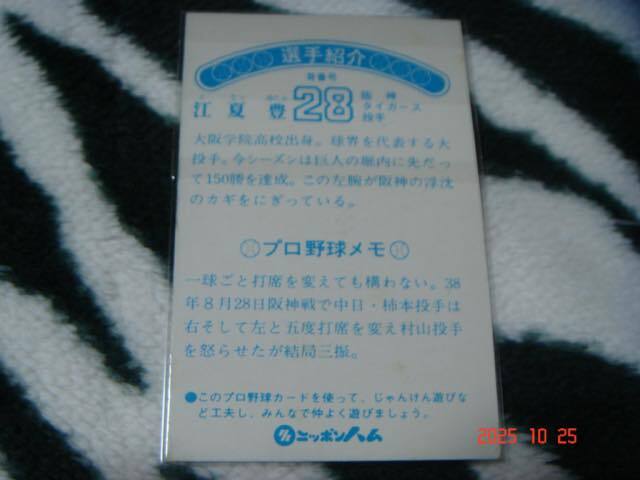 選手紹介
背番号
江夏 豊 28 阪神
タイガース
投手
大阪学院高校出身。球界を代表する大
投手。今シーズンは巨人の堀内に先だっ
て150勝を達成。この左腕が阪神の浮沈
のカギをにぎっている。
プロ野球メモ
一球ごと打席を変えても構わない。38
年8月28日阪神戦で中日・柿本投手は
右そして左と五度打席を変え村山投手
を怒らせたが結局三振。
●このプロ野球カードを使って、じゃんけん遊びな
ど工夫し、みんなで仲よく遊びましょう。
ニッポンハム
2025 10 25